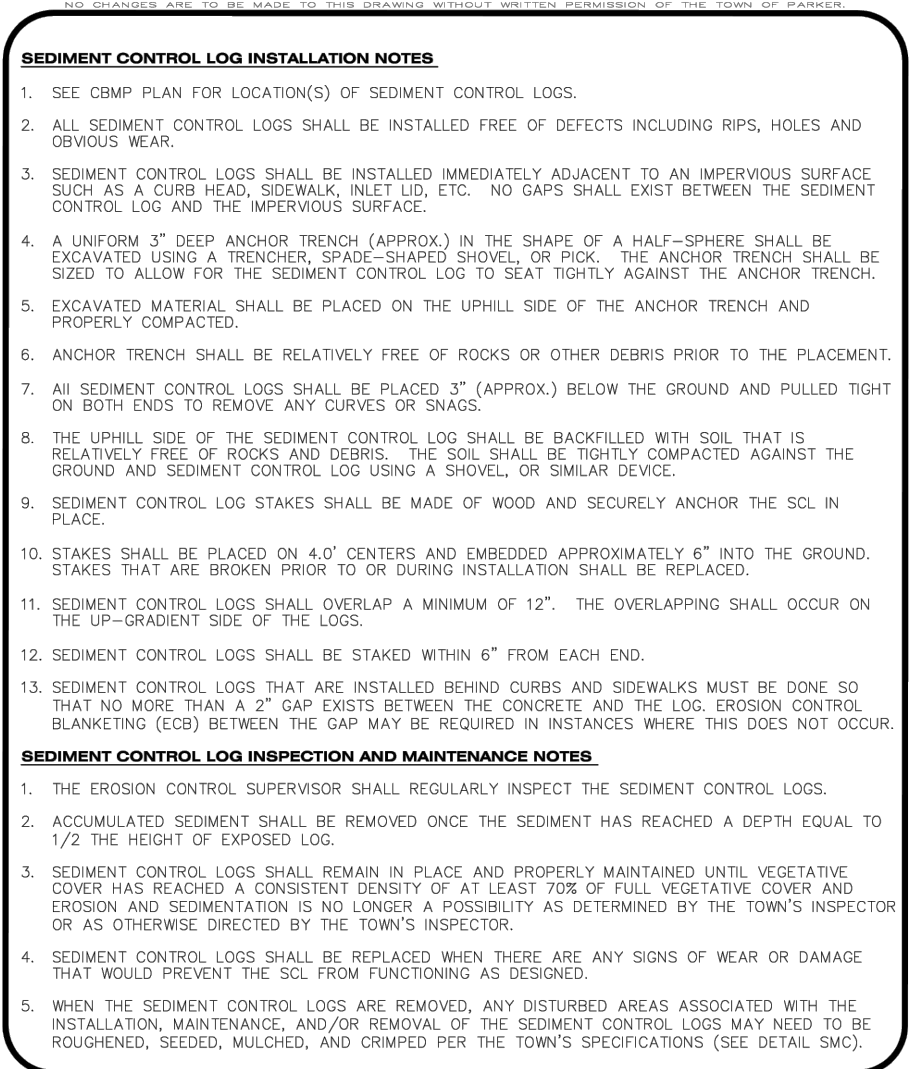 NO CHANGES ARE TO BE MADE TO THIS DRAWING WITHOUT WRITTEN PERMISSION OF THE TOWN OF PARKER.
SEDIMENT CONTROL LOG INSTALLATION NOTES
1. SEE CBMP PLAN FOR LOCATION(S) OF SEDIMENT CONTROL LOGS.
2. ALL SEDIMENT CONTROL LOGS SHALL BE INSTALLED FREE OF DEFECTS INCLUDING RIPS, HOLES AND
OBVIOUS WEAR.
3. SEDIMENT CONTROL LOGS SHALL BE INSTALLED IMMEDIATELY ADJACENT TO AN IMPERVIOUS SURFACE
SUCH AS A CURB HEAD, SIDEWALK, INLET LID, ETC. NO GAPS SHALL EXIST BETWEEN THE SEDIMENT
CONTROL LOG AND THE IMPERVIOUS SURFACE.
4. A UNIFORM 3" DEEP ANCHOR TRENCH (APPROX.) IN THE SHAPE OF A HALF-SPHERE SHALL BE
EXCAVATED USING A TRENCHER, SPADE-SHAPED SHOVEL, OR PICK. THE ANCHOR TRENCH SHALL BE
SIZED TO ALLOW FOR THE SEDIMENT CONTROL LOG TO SEAT TIGHTLY AGAINST THE ANCHOR TRENCH.
5. EXCAVATED MATERIAL SHALL BE PLACED ON THE UPHILL SIDE OF THE ANCHOR TRENCH AND
PROPERLY COMPACTED.
6. ANCHOR TRENCH SHALL BE RELATIVELY FREE OF ROCKS OR OTHER DEBRIS PRIOR TO THE PLACEMENT.
7. All SEDIMENT CONTROL LOGS SHALL BE PLACED 3" (APPROX.) BELOW THE GROUND AND PULLED TIGHT
ON BOTH ENDS TO REMOVE ANY CURVES OR SNAGS.
8. THE UPHILL SIDE OF THE SEDIMENT CONTROL LOG SHALL BE BACKFILLED WITH SOIL THAT IS
RELATIVELY FREE OF ROCKS AND DEBRIS. THE SOIL SHALL BE TIGHTLY COMPACTED AGAINST THE
GROUND AND SEDIMENT CONTROL LOG USING A SHOVEL, OR SIMILAR DEVICE.
9. SEDIMENT CONTROL LOG STAKES SHALL BE MADE OF WOOD AND SECURELY ANCHOR THE SCL IN
PLACE.
10. STAKES SHALL BE PLACED ON 4.0' CENTERS AND EMBEDDED APPROXIMATELY 6" INTO THE GROUND.
STAKES THAT ARE BROKEN PRIOR TO OR DURING INSTALLATION SHALL BE REPLACED.
11. SEDIMENT CONTROL LOGS SHALL OVERLAP A MINIMUM OF 12". THE OVERLAPPING SHALL OCCUR ON
THE UP-GRADIENT SIDE OF THE LOGS.
12. SEDIMENT CONTROL LOGS SHALL BE STAKED WITHIN 6" FROM EACH END.
13. SEDIMENT CONTROL LOGS THAT ARE INSTALLED BEHIND CURBS AND SIDEWALKS MUST BE DONE SO
THAT NO MORE THAN A 2" GAP EXISTS BETWEEN THE CONCRETE AND THE LOG. EROSION CONTROL
BLANKETING (ECB) BETWEEN THE GAP MAY BE REQUIRED IN INSTANCES WHERE THIS DOES NOT OCCUR.
SEDIMENT CONTROL LOG INSPECTION AND MAINTENANCE NOTES
1. THE EROSION CONTROL SUPERVISOR SHALL REGULARLY INSPECT THE SEDIMENT CONTROL LOGS.
2. ACCUMULATED SEDIMENT SHALL BE REMOVED ONCE THE SEDIMENT HAS REACHED A DEPTH EQUAL TO
1/2 THE HEIGHT OF EXPOSED LOG.
3. SEDIMENT CONTROL LOGS SHALL REMAIN IN PLACE AND PROPERLY MAINTAINED UNTIL VEGETATIVE
COVER HAS REACHED A CONSISTENT DENSITY OF AT LEAST 70% OF FULL VEGETATIVE COVER AND
EROSION AND SEDIMENTATION IS NO LONGER A POSSIBILITY AS DETERMINED BY THE TOWN'S INSPECTOR
OR AS OTHERWISE DIRECTED BY THE TOWN'S INSPECTOR.
4. SEDIMENT CONTROL LOGS SHALL BE REPLACED WHEN THERE ARE ANY SIGNS OF WEAR OR DAMAGE
THAT WOULD PREVENT THE SCL FROM FUNCTIONING AS DESIGNED.
5. WHEN THE SEDIMENT CONTROL LOGS ARE REMOVED, ANY DISTURBED AREAS ASSOCIATED WITH THE
INSTALLATION, MAINTENANCE, AND/OR REMOVAL OF THE SEDIMENT CONTROL LOGS MAY NEED TO BE
ROUGHENED, SEEDED, MULCHED, AND CRIMPED PER THE TOWN'S SPECIFICATIONS (SEE DETAIL SMC).